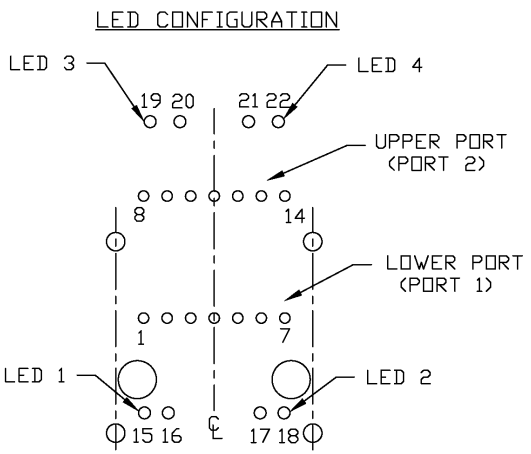 LED CONFIGURATION
LED 3
LED 4
19 20 21 22
UPPER PORT
(PORT 2)
8 14
LOWER PORT
(PORT 1)
1 7
LED 1
LED 2
15 16 ℄ 17 18